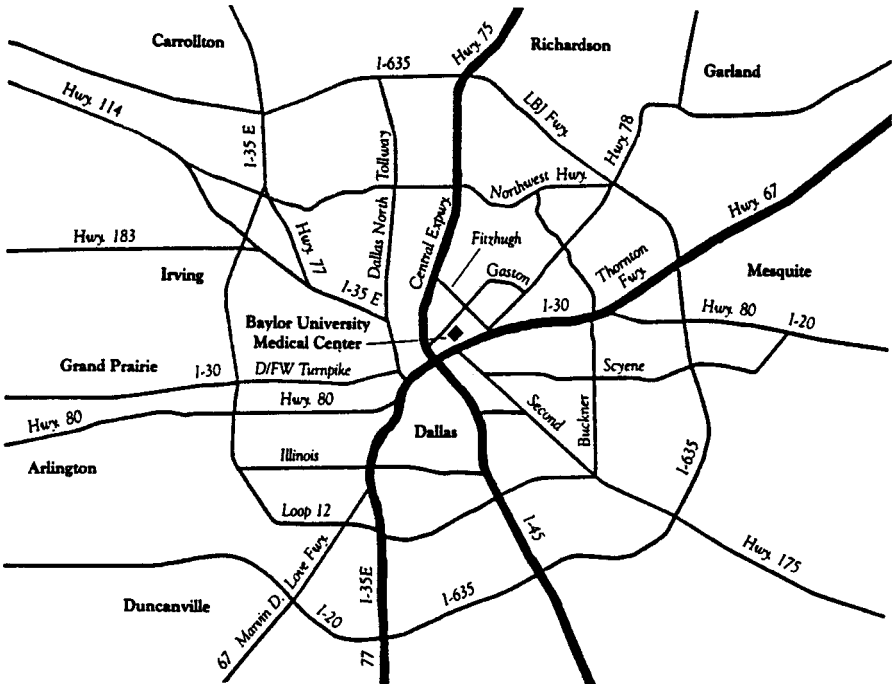 Carrollton
Hwy. 75
Richardson
I-635
Garland
Hwy. 114
LBJ Fwy.
Hwy. 78
I-35 E
Tollway
Northwest Hwy.
Hwy. 67
Hwy. 183
Hwy. 77
Dallas North
Central Expwy.
Fitzhugh
Irving
Gaston
Thornton
Fwy.
Mesquite
I-35 E
I-30
Hwy. 80
I-20
Baylor University
Medical Center
Grand Prairie
I-30
D/FW Turnpike
Scyene
Hwy. 80
Hwy. 80
Second
Buckner
Dallas
Arlington
Illinois
I-635
Loop 12
I-45
Hwy. 175
Duncanville
67 Marvin D. Love Fwy.
I-20
I-35E
I-635
77